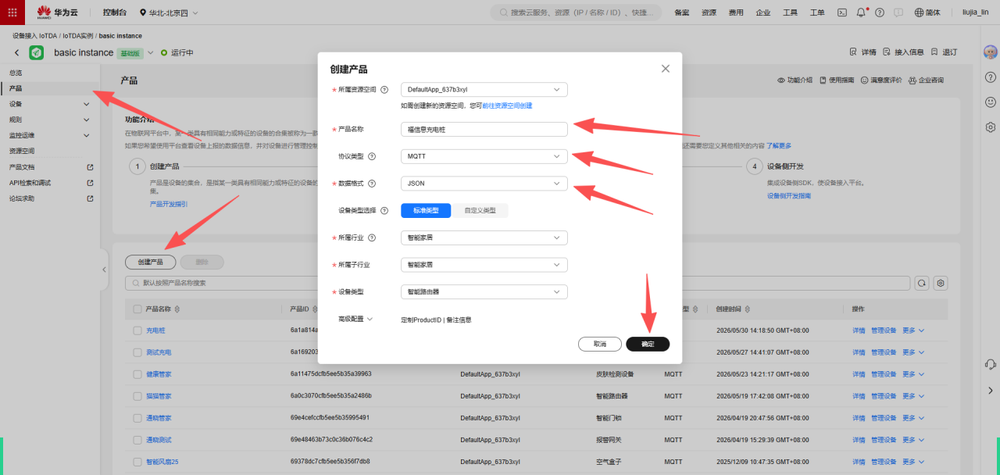 HUAWEI 华为云 控制台 华北-北京四 搜索云服务、资源（IP / 名称 / ID）、快捷... 备案 资源 费用 企业 工具 工单 简体 liujia_lin
设备接入 IoTDA / IoTDA实例 / basic instance
basic instance 基础版 运行中 详情 接入信息 退订
总览
产品
设备
规则
监控运维
资源空间
产品文档
API检索和调试
论坛求助
产品 功能介绍 使用指南 满意度评价 企业咨询
功能介绍
在物联网平台中，某一类具有相同能力或特征的设备的合集被称为一款
如果您希望使用平台查看设备上报的数据信息，并对设备进行管理控制
还需要您定义其他相关的内容 了解更多
1 创建产品
产品是设备的集合，是指某一类具有相同能力或特征的设备的
集。
产品开发指引
4 设备侧开发
集成设备侧SDK，使设备接入平台。
设备侧开发指南
创建产品 删除
默认按照产品名称搜索
产品名称 产品ID 型 创建时间 操作
充电桩 6a1a814a 2026/05/30 14:18:50 GMT+08:00 详情 管理设备 更多
测试充电 6a169203 2026/05/27 14:41:07 GMT+08:00 详情 管理设备 更多
健康管家 6a11475dcfb5ee5b35a39963 DefaultApp_637b3xyl 皮肤检测设备 MQTT 2026/05/23 14:21:17 GMT+08:00 详情 管理设备 更多
猫猫管家 6a0c3070cfb5ee5b35a2486b DefaultApp_637b3xyl 智能路由器 MQTT 2026/05/19 17:42:08 GMT+08:00 详情 管理设备 更多
通晓管家 69e4cefccfb5ee5b35995491 DefaultApp_637b3xyl 智能门锁 MQTT 2026/04/19 20:47:56 GMT+08:00 详情 管理设备 更多
通晓测试 69e48463b73c0c36b076c4c2 DefaultApp_637b3xyl 报警网关 MQTT 2026/04/19 15:29:39 GMT+08:00 详情 管理设备 更多
智能风扇25 69378dc7cfb5ee5b356f7db8 DefaultApp_637b3xyl 空气盒子 MQTT 2025/12/09 10:47:35 GMT+08:00 详情 管理设备 更多
创建产品
* 所属资源空间 DefaultApp_637b3xyl
如需创建新的资源空间，您可前往资源空间创建
* 产品名称 福信息充电桩
协议类型 MQTT
* 数据格式 JSON
设备类型选择 标准类型 自定义类型
* 所属行业 智能家居
* 所属子行业 智能家居
* 设备类型 智能路由器
高级配置 定制ProductID | 备注信息
取消 确定